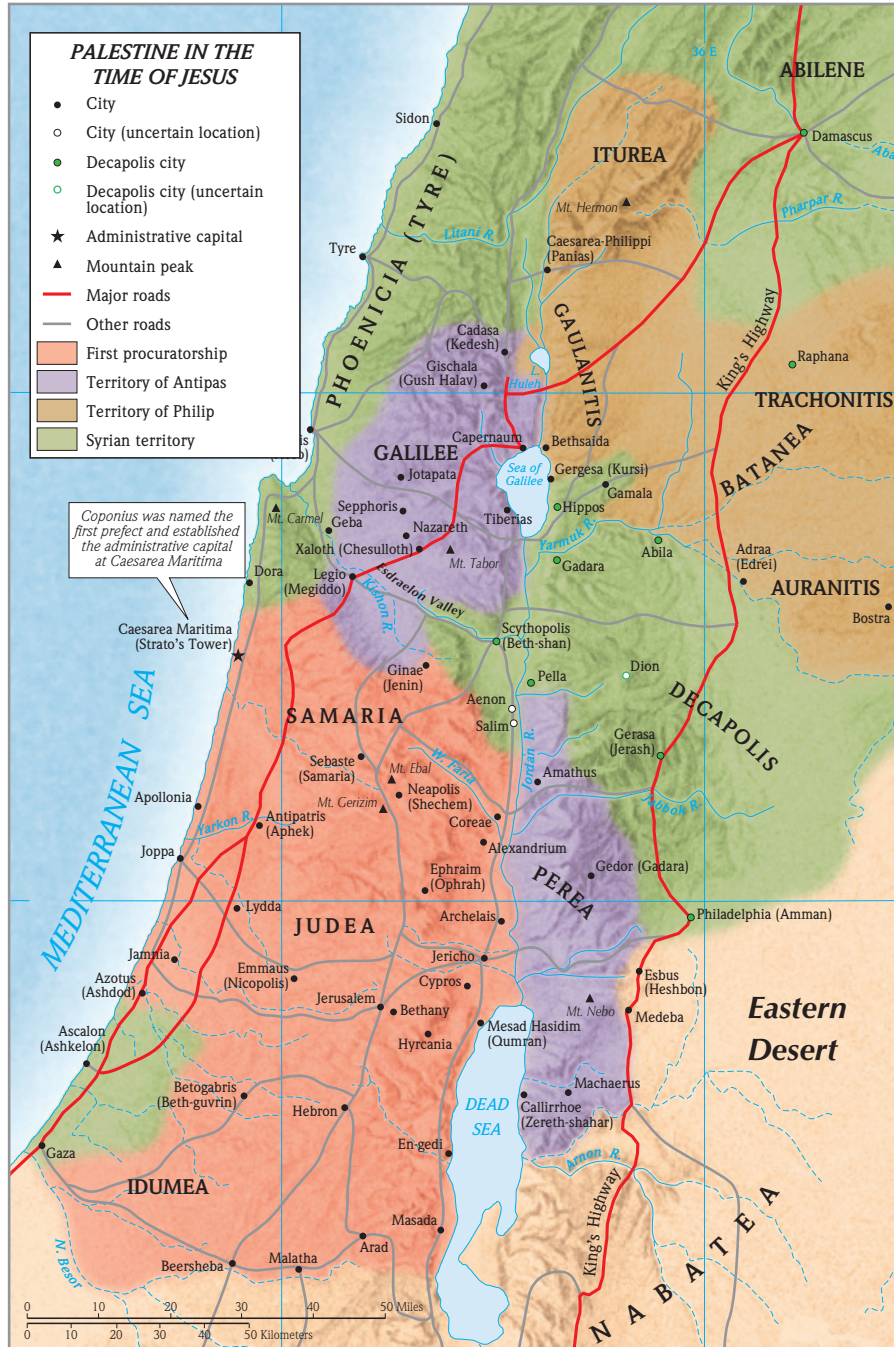 PALESTINE IN THE
TIME OF JESUS
City
City (uncertain location)
Decapolis city
Decapolis city (uncertain
location)
Administrative capital
Mountain peak
Major roads
Other roads
First procuratorship
Territory of Antipas
Territory of Philip
Syrian territory
36 E
ABILENE
Sidon
Damascus
ITUREA
Mt. Hermon
Pharpar R.
PHOENICIA (TYRE)
Litani R.
Tyre
Caesarea-Philippi
(Panias)
King's Highway
GAULANITIS
Cadasa
(Kedesh)
Gischala
(Gush Halav)
L.
Huleh
Raphana
TRACHONITIS
BATANEA
Capernaum
Bethsaida
GALILEE
Sea of
Galilee
Gergesa (Kursi)
Jotapata
Gamala
Hippos
Sepphoris
Tiberias
Mt. Carmel
Geba
Nazareth
Yarmuk R.
Abila
Xaloth (Chesulloth)
Mt. Tabor
Gadara
Adraa
(Edrei)
Coponius was named the
first prefect and established
the administrative capital
at Caesarea Maritima
Dora
Legio
(Megiddo)
Kishon R.
Esdraelon Valley
AURANITIS
Bostra
Caesarea Maritima
(Strato's Tower)
Scythopolis
(Beth-shan)
Ginae
(Jenin)
Pella
Dion
DECAPOLIS
MEDITERRANEAN SEA
Aenon
Salim
SAMARIA
Jordan R.
Gerasa
(Jerash)
Sebaste
(Samaria)
Mt. Ebal
W. Faria
Amathus
Neapolis
(Shechem)
Mt. Gerizim
Jabbok R.
Apollonia
Yarkon R.
Antipatris
(Aphek)
Coreae
Alexandrium
Joppa
Ephraim
(Ophrah)
Gedor (Gadara)
PEREA
Lydda
JUDEA
Archelais
Philadelphia (Amman)
Jamnia
Jericho
Emmaus
(Nicopolis)
Cypros
Esbus
(Heshbon)
Azotus
(Ashdod)
Jerusalem
Bethany
Mt. Nebo
Medeba
Eastern
Desert
Mesad Hasidim
(Qumran)
Hyrcania
Ascalon
(Ashkelon)
Betogabris
(Beth-guvrin)
Machaerus
Hebron
DEAD
SEA
Callirrhoe
(Zereth-shahar)
Gaza
En-gedi
Arnon R.
IDUMEA
King's Highway
NABATEA
Masada
Arad
N. Besor
Beersheba
Malatha
0 10 20 30 40 50 Miles
0 10 20 30 40 50 Kilometers